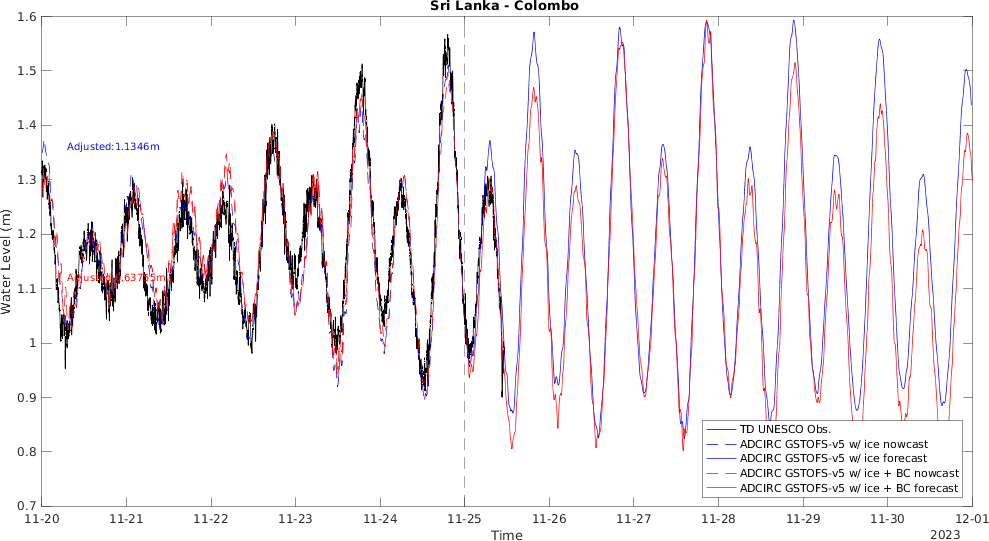 Sri Lanka - Colombo
Water Level (m)
1.6
1.5
1.4
1.3
1.2
1.1
1
0.9
0.8
0.7
Adjusted:1.1346m
TD UNESCO Obs.
ADCIRC GSTOFS-v5 w/ ice nowcast
ADCIRC GSTOFS-v5 w/ ice forecast
ADCIRC GSTOFS-v5 w/ ice + BC nowcast
ADCIRC GSTOFS-v5 w/ ice + BC forecast
11-20 11-21 11-22 11-23 11-24 11-25 11-26 11-27 11-28 11-29 11-30 12-01
Time
2023